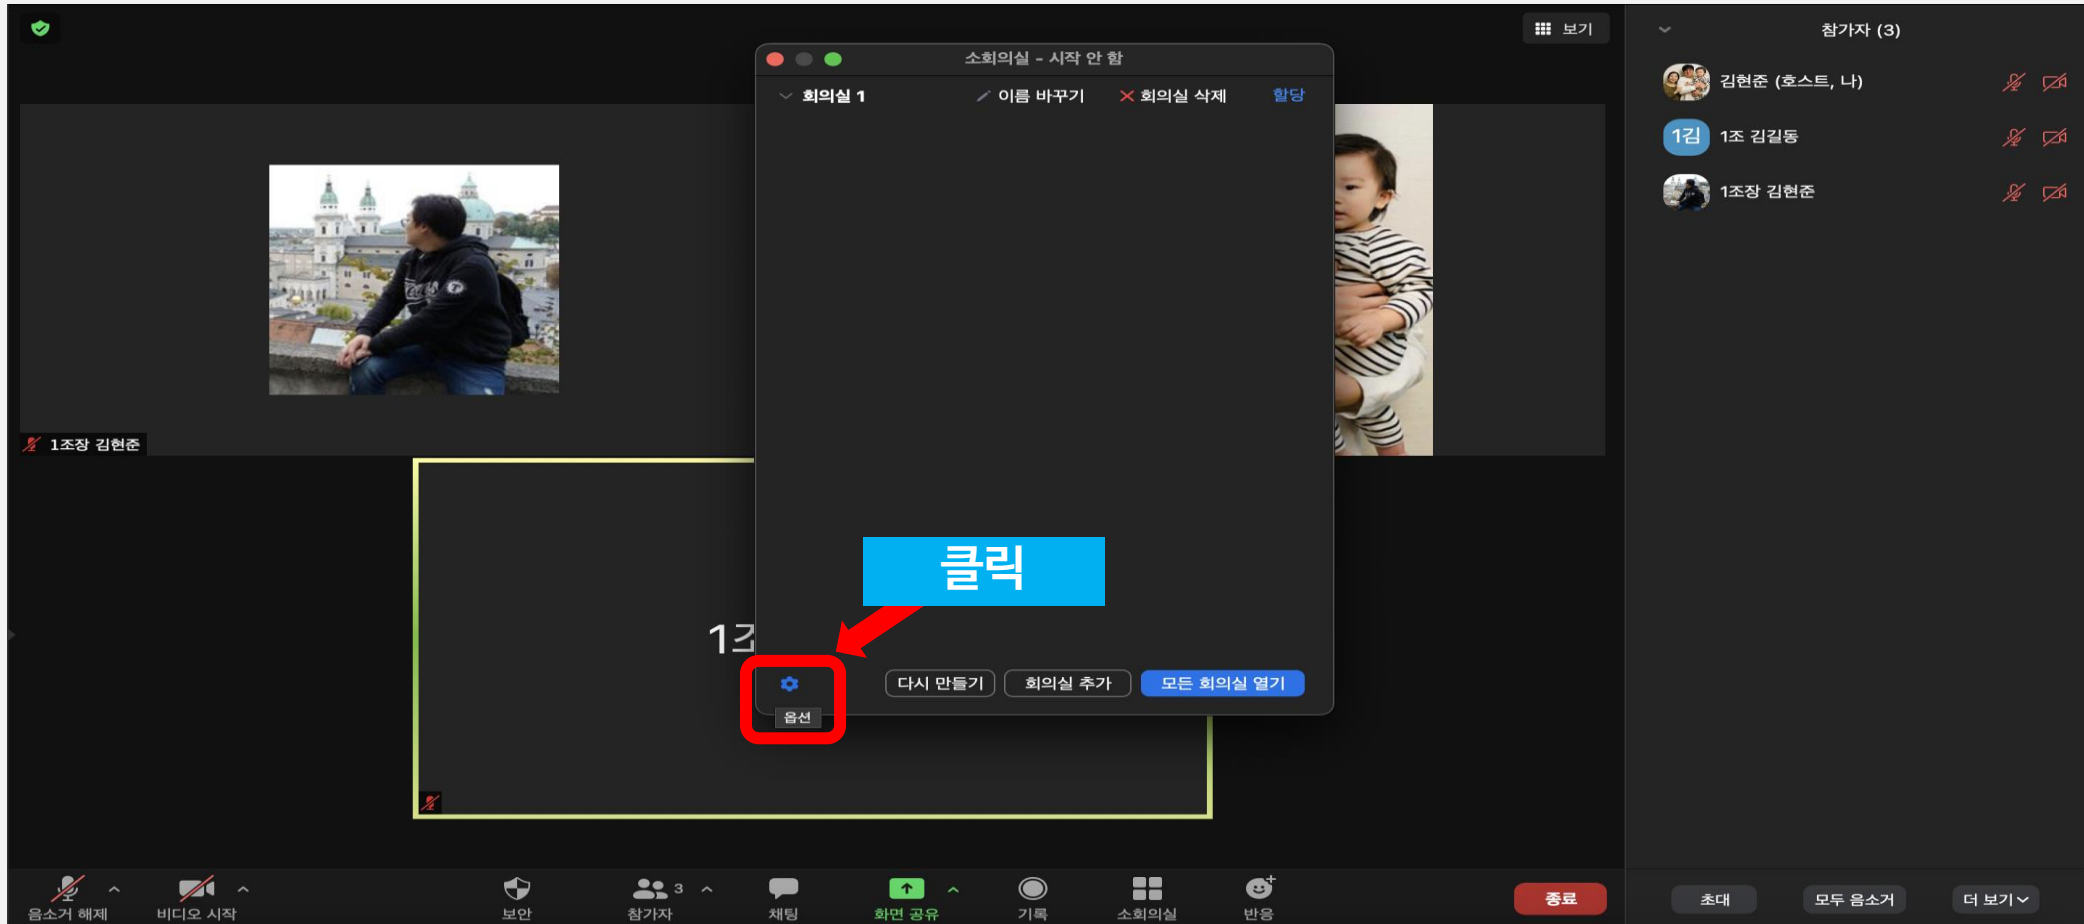 보기
참가자 (3)
소회의실 - 시작 안 함
회의실 1
이름 바꾸기
회의실 삭제
할당
김현준 (호스트, 나)
1김
1조 김길동
1조장 김현준
1조장 김현준
클릭
다시 만들기
회의실 추가
모든 회의실 열기
옵션
음소거 해제
비디오 시작
보안
3
참가자
채팅
화면 공유
기록
소회의실
반응
종료
초대
모두 음소거
더 보기